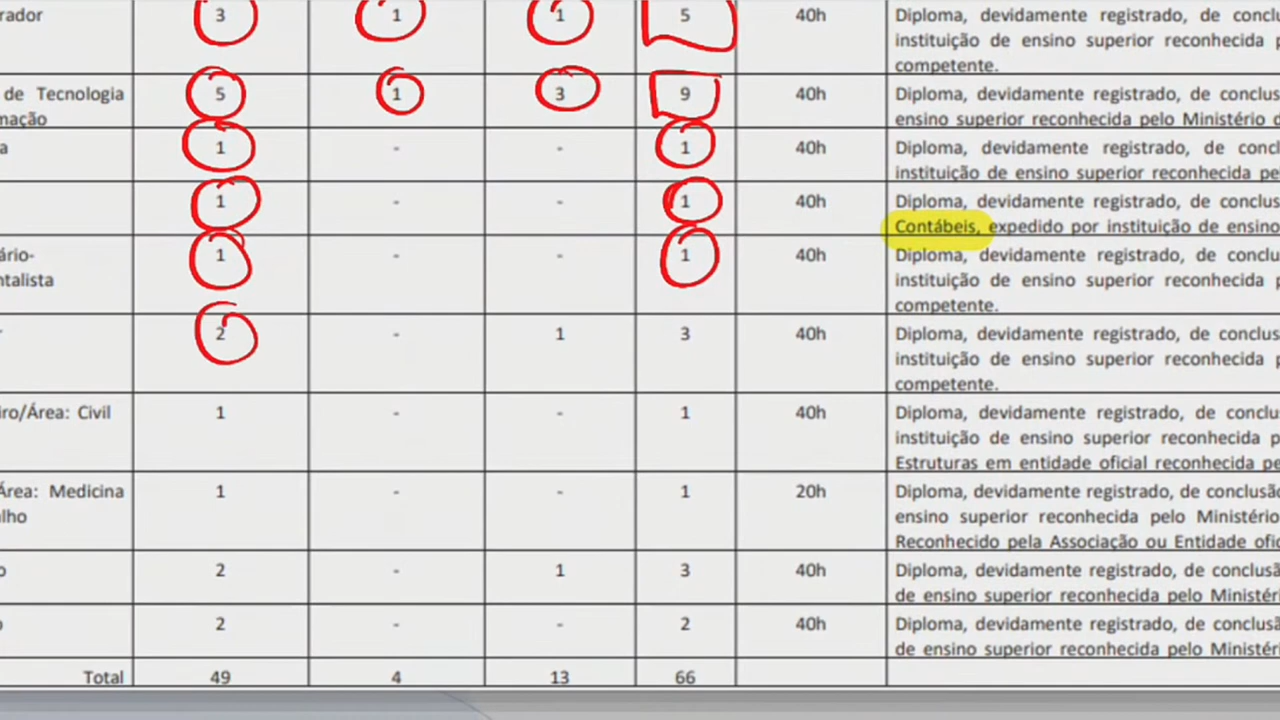 rador 3 1 1 5 40h Diploma, devidamente registrado, de conclu
instituição de ensino superior reconhecida p
competente.
de Tecnologia 5 1 3 9 40h Diploma, devidamente registrado, de conclus
mação ensino superior reconhecida pelo Ministério d
a 1 - - 1 40h Diploma, devidamente registrado, de concl
instituição de ensino superior reconhecida pe
1 - - 1 40h Diploma, devidamente registrado, de conclus
Contábeis, expedido por instituição de ensino
ário- 1 - - 1 40h Diploma, devidamente registrado, de conclu
ntalista instituição de ensino superior reconhecida p
competente.
r 2 - 1 3 40h Diploma, devidamente registrado, de conclu
instituição de ensino superior reconhecida p
competente.
iro/Área: Civil 1 - - 1 40h Diploma, devidamente registrado, de conclu
instituição de ensino superior reconhecida p
Estruturas em entidade oficial reconhecida pe
Área: Medicina 1 - - 1 20h Diploma, devidamente registrado, de conclusã
alho ensino superior reconhecida pelo Ministério
Reconhecido pela Associação ou Entidade ofic
o 2 - 1 3 40h Diploma, devidamente registrado, de conclusã
de ensino superior reconhecida pelo Ministéri
o 2 - - 2 40h Diploma, devidamente registrado, de conclusã
de ensino superior reconhecida pelo Ministéri
Total 49 4 13 66